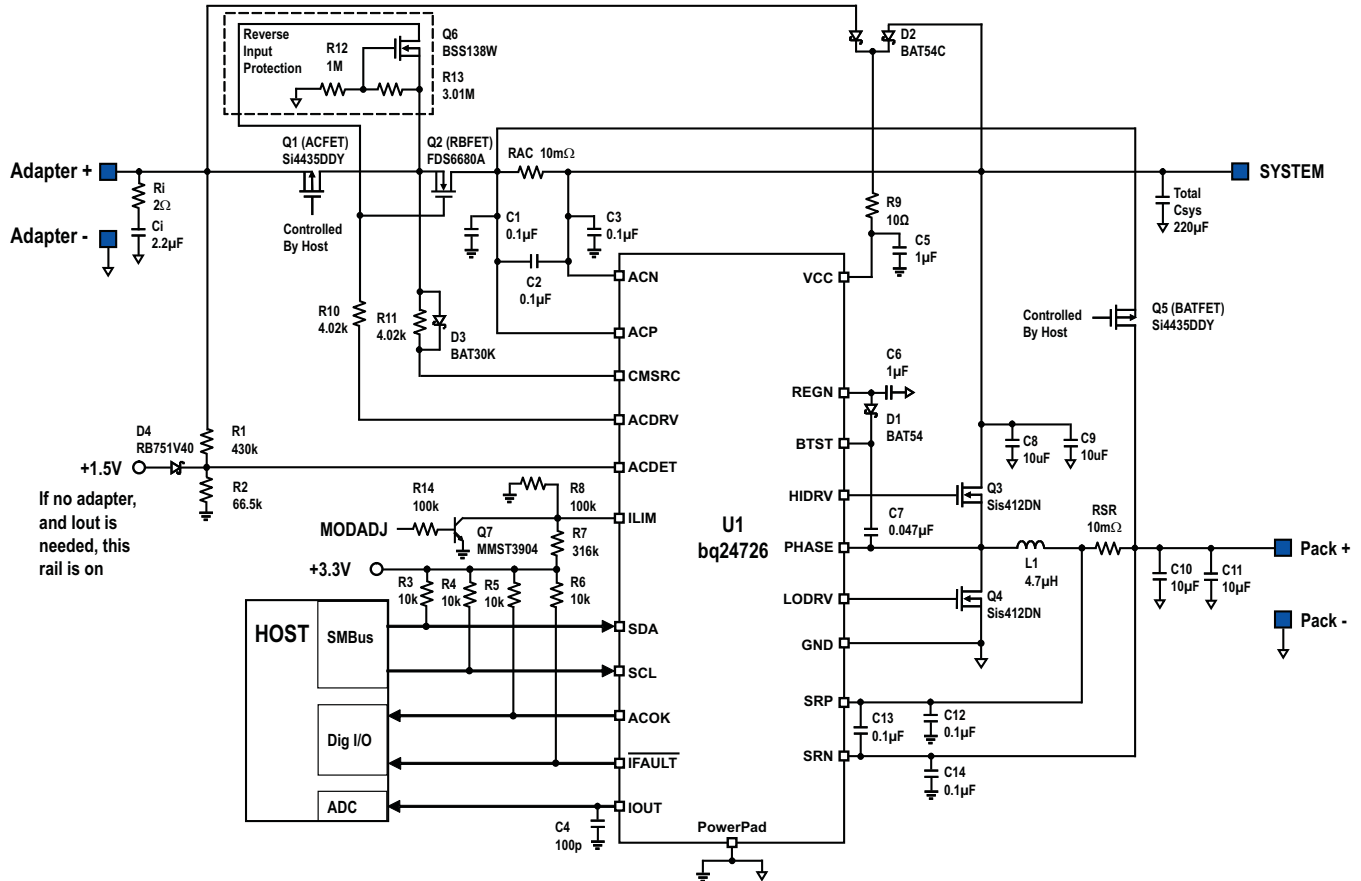 Reverse
Input
Protection
R12
1M
Q6
BSS138W
R13
3.01M
D2
BAT54C
Q1 (ACFET)
Si4435DDY
Q2 (RBFET)
FDS6680A
RAC 10mΩ
Adapter +
SYSTEM
Ri
2Ω
Ci
2.2µF
Adapter -
Controlled
By Host
C1
0.1µF
C3
0.1µF
C2
0.1µF
R9
10Ω
C5
1µF
Total
Csys
220µF
ACN
VCC
R10
4.02k
R11
4.02k
D3
BAT30K
ACP
Controlled
By Host
Q5 (BATFET)
Si4435DDY
CMSRC
C6
1µF
REGN
D1
BAT54
ACDRV
BTST
D4
RB751V40
R1
430k
C8
10uF
C9
10uF
+1.5V
ACDET
R2
66.5k
If no adapter,
and Iout is
needed, this
rail is on
R14
100k
R8
100k
HIDRV
Q3
Sis412DN
MODADJ
Q7
MMST3904
ILIM
R7
316k
U1
bq24726
C7
0.047µF
RSR
10mΩ
PHASE
L1
4.7µH
Pack +
C10
10µF
C11
10µF
+3.3V
R3
10k
R4
10k
R5
10k
R6
10k
LODRV
Q4
Sis412DN
Pack -
HOST
SMBus
SDA
GND
SCL
SRP
Dig I/O
ACOK
C13
0.1µF
C12
0.1µF
IFAULT
SRN
C14
0.1µF
ADC
IOUT
C4
100p
PowerPad